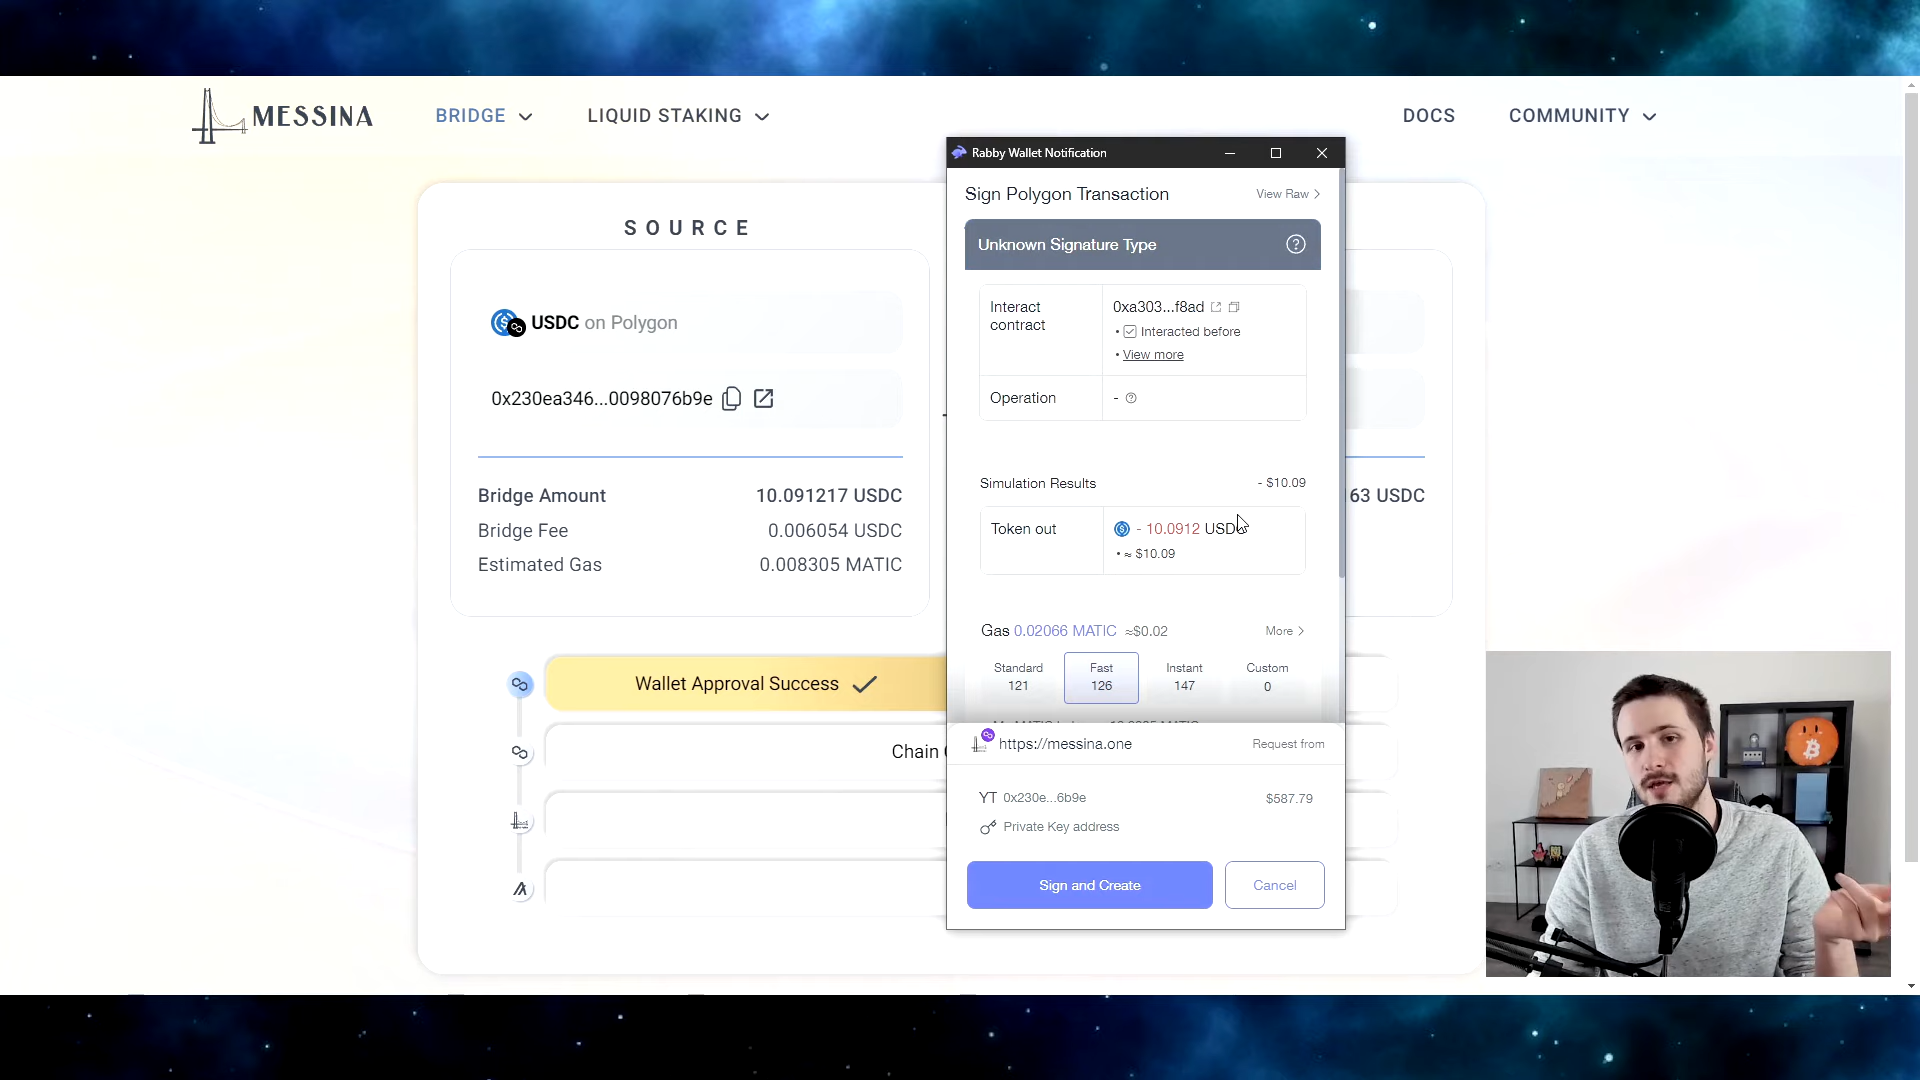 MESSINA
BRIDGE
LIQUID STAKING
DOCS
COMMUNITY
SOURCE
USDC on Polygon
0x230ea346...0098076b9e
Bridge Amount 10.091217 USDC
Bridge Fee 0.006054 USDC
Estimated Gas 0.008305 MATIC
63 USDC
Wallet Approval Success
Chain
Rabby Wallet Notification
Sign Polygon Transaction
View Raw
Unknown Signature Type
Interact contract
0xa303...f8ad
• Interacted before
• View more
Operation
-
Simulation Results
- $10.09
Token out
- 10.0912 USDC
• ≈ $10.09
Gas 0.02066 MATIC ≈$0.02
More
Standard
121
Fast
126
Instant
147
Custom
0
https://messina.one
Request from
YT 0x230e...6b9e
$587.79
Private Key address
Sign and Create
Cancel